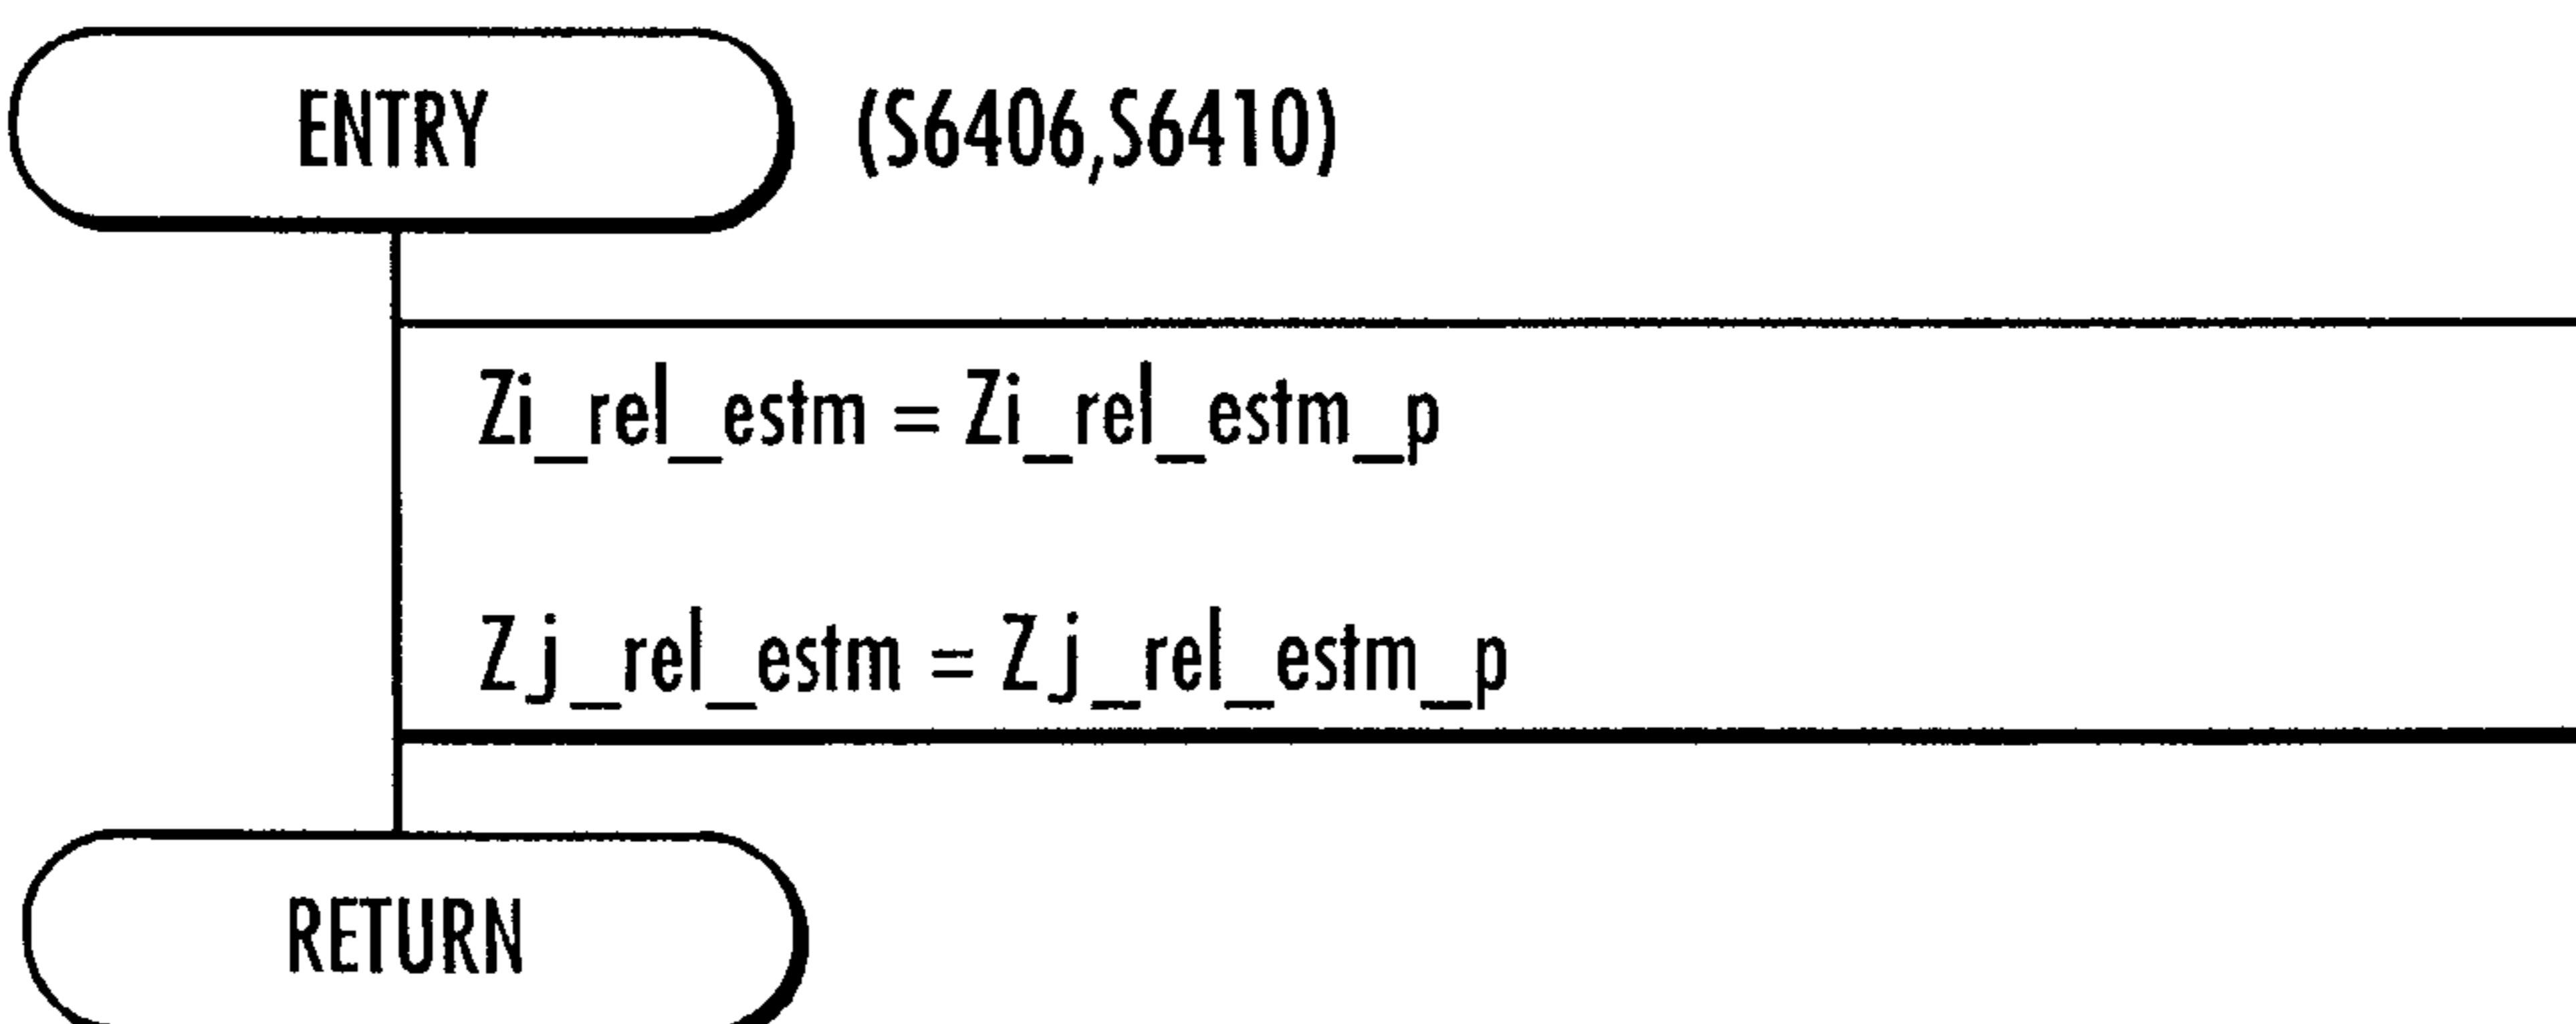 ENTRY (S6406,S6410)
Zi_rel_estm = Zi_rel_estm_p
Zj_rel_estm = Zj_rel_estm_p
RETURN